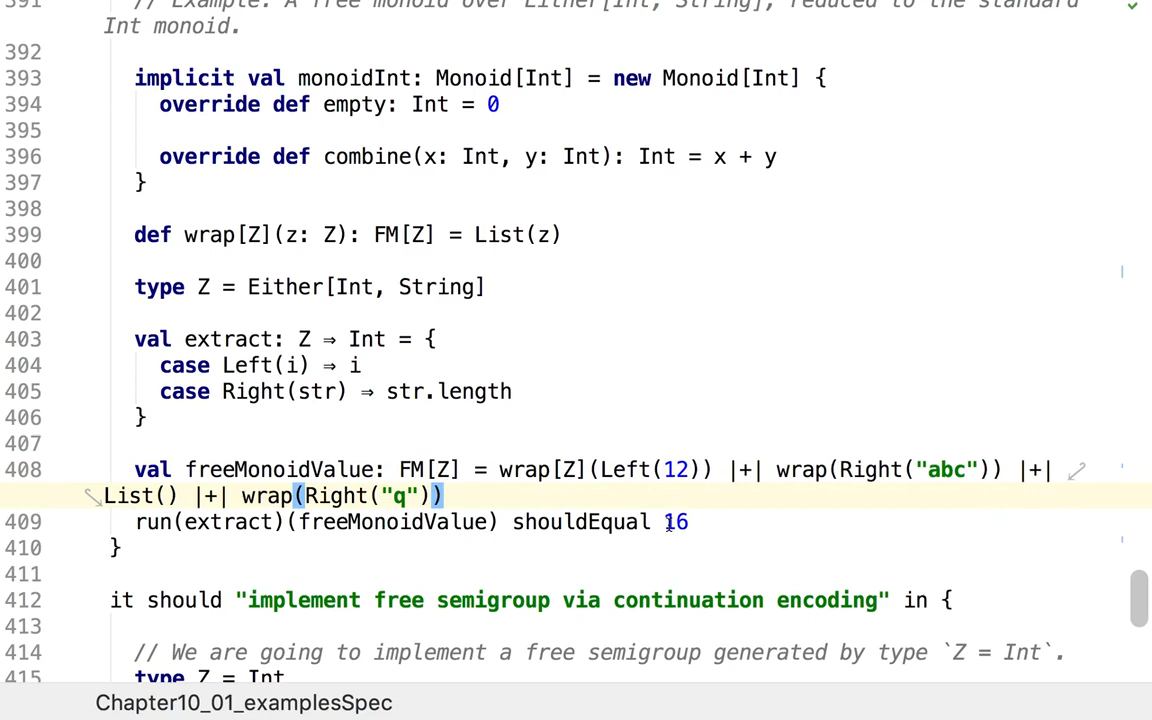 391 // Example: A free monoid over Either[Int, String], reduced to the standard
Int monoid.
392
393 implicit val monoidInt: Monoid[Int] = new Monoid[Int] {
394 override def empty: Int = 0
395
396 override def combine(x: Int, y: Int): Int = x + y
397 }
398
399 def wrap[Z](z: Z): FM[Z] = List(z)
400
401 type Z = Either[Int, String]
402
403 val extract: Z ⇒ Int = {
404 case Left(i) ⇒ i
405 case Right(str) ⇒ str.length
406 }
407
408 val freeMonoidValue: FM[Z] = wrap[Z](Left(12)) |+| wrap(Right("abc")) |+|
List() |+| wrap(Right("q"))
409 run(extract)(freeMonoidValue) shouldEqual 16
410 }
411
412 it should "implement free semigroup via continuation encoding" in {
413
414 // We are going to implement a free semigroup generated by type `Z = Int`.
415 type Z = Int
Chapter10_01_examplesSpec